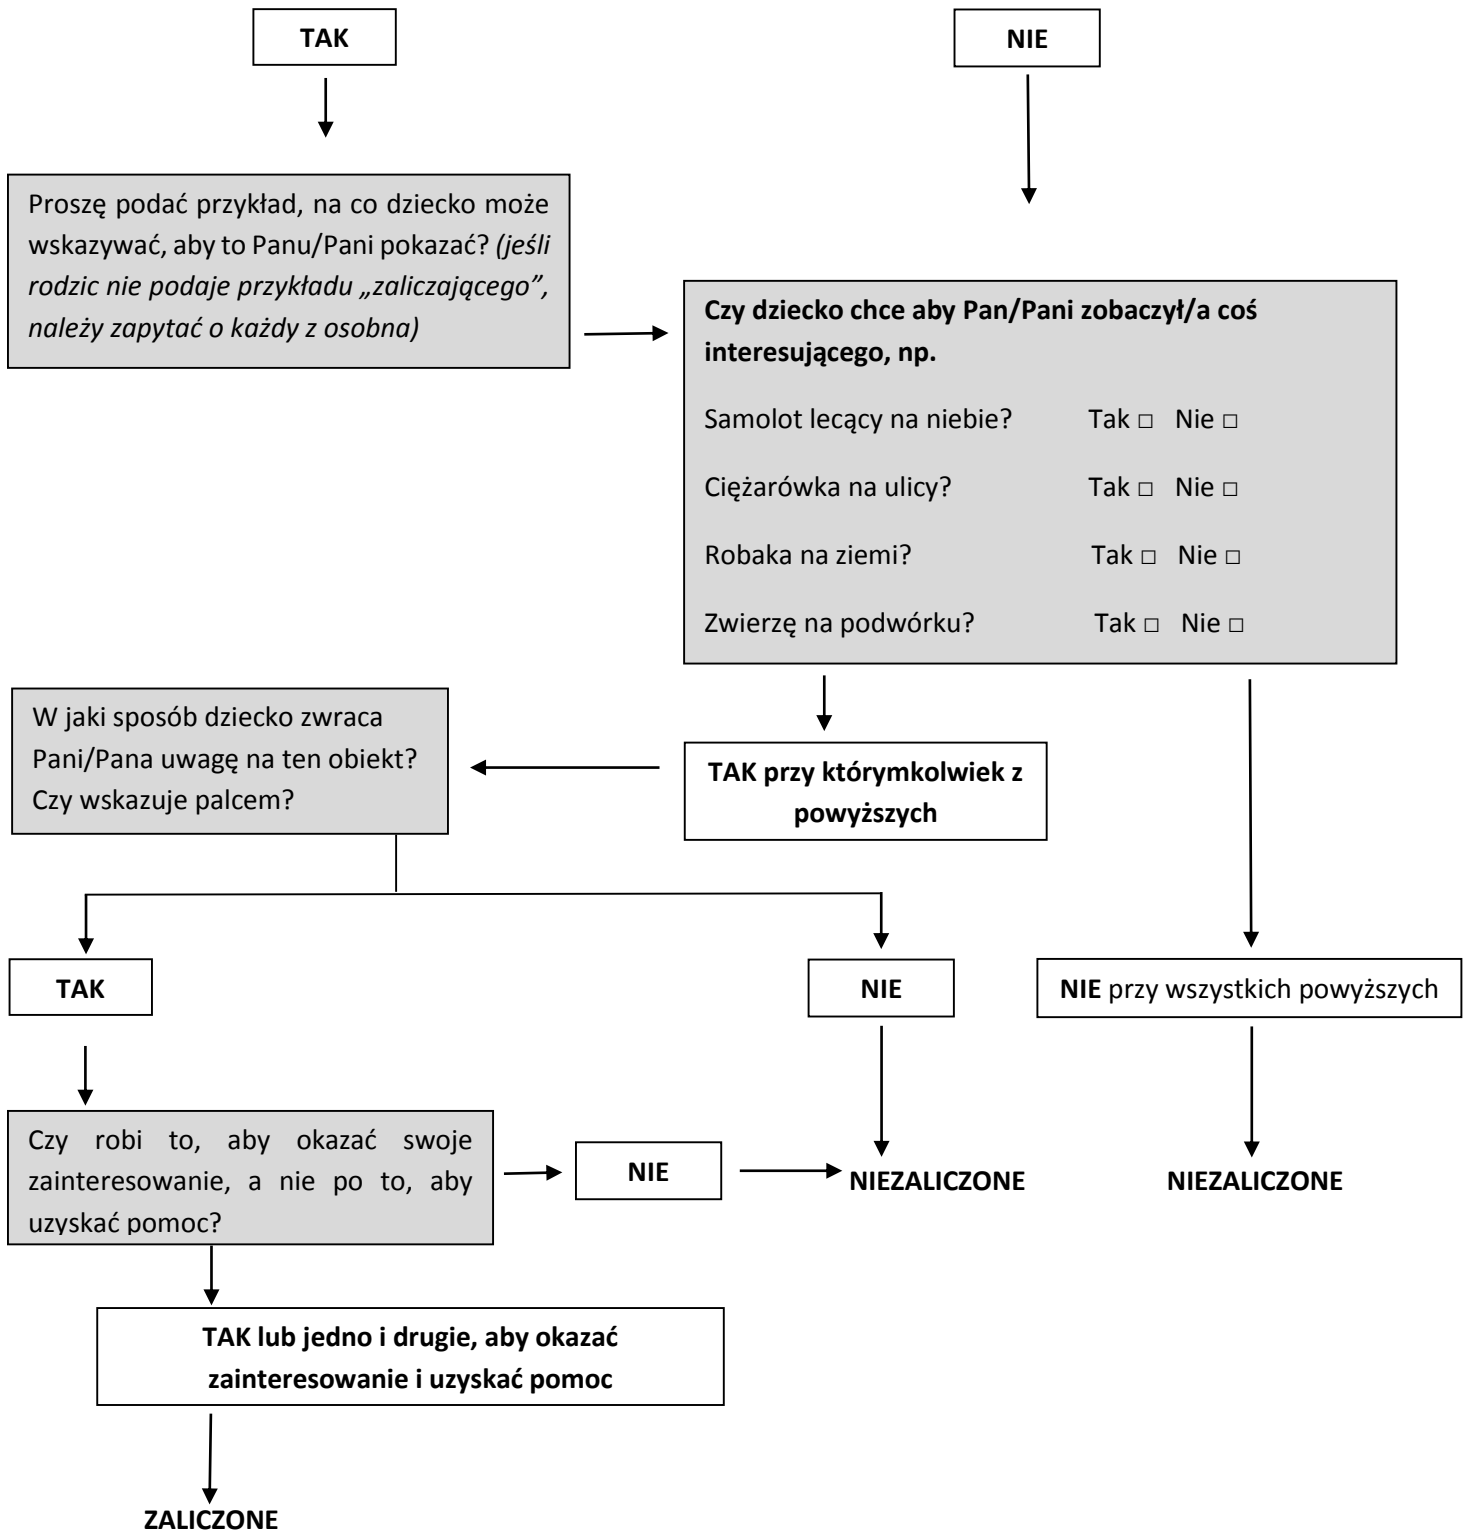 TAK
NIE
Proszę podać przykład, na co dziecko może
wskazywać, aby to Panu/Pani pokazać? (jeśli
rodzic nie podaje przykładu „zaliczającego”,
należy zapytać o każdy z osobna)
Czy dziecko chce aby Pan/Pani zobaczył/a coś
interesującego, np.
Samolot lecący na niebie? Tak □ Nie □
Ciężarówka na ulicy? Tak □ Nie □
Robaka na ziemi? Tak □ Nie □
Zwierzę na podwórku? Tak □ Nie □
W jaki sposób dziecko zwraca
Pani/Pana uwagę na ten obiekt?
Czy wskazuje palcem?
TAK przy którymkolwiek z
powyższych
TAK
NIE
NIE przy wszystkich powyższych
Czy robi to, aby okazać swoje
zainteresowanie, a nie po to, aby
uzyskać pomoc?
NIE
NIEZALICZONE
NIEZALICZONE
TAK lub jedno i drugie, aby okazać
zainteresowanie i uzyskać pomoc
ZALICZONE